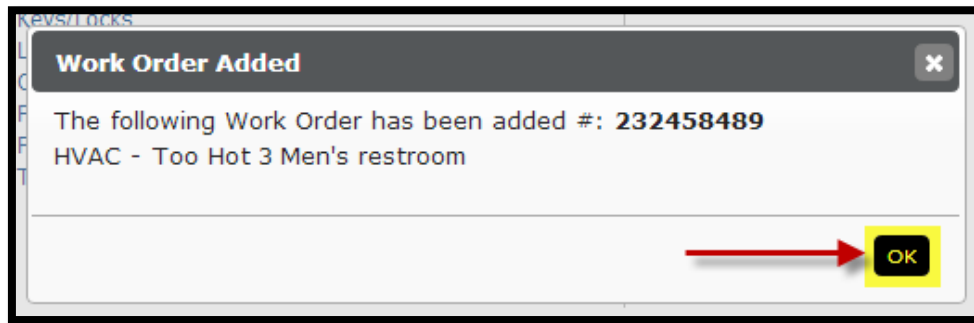 Keys/Locks
Work Order Added
The following Work Order has been added #: 232458489
HVAC - Too Hot 3 Men's restroom
OK